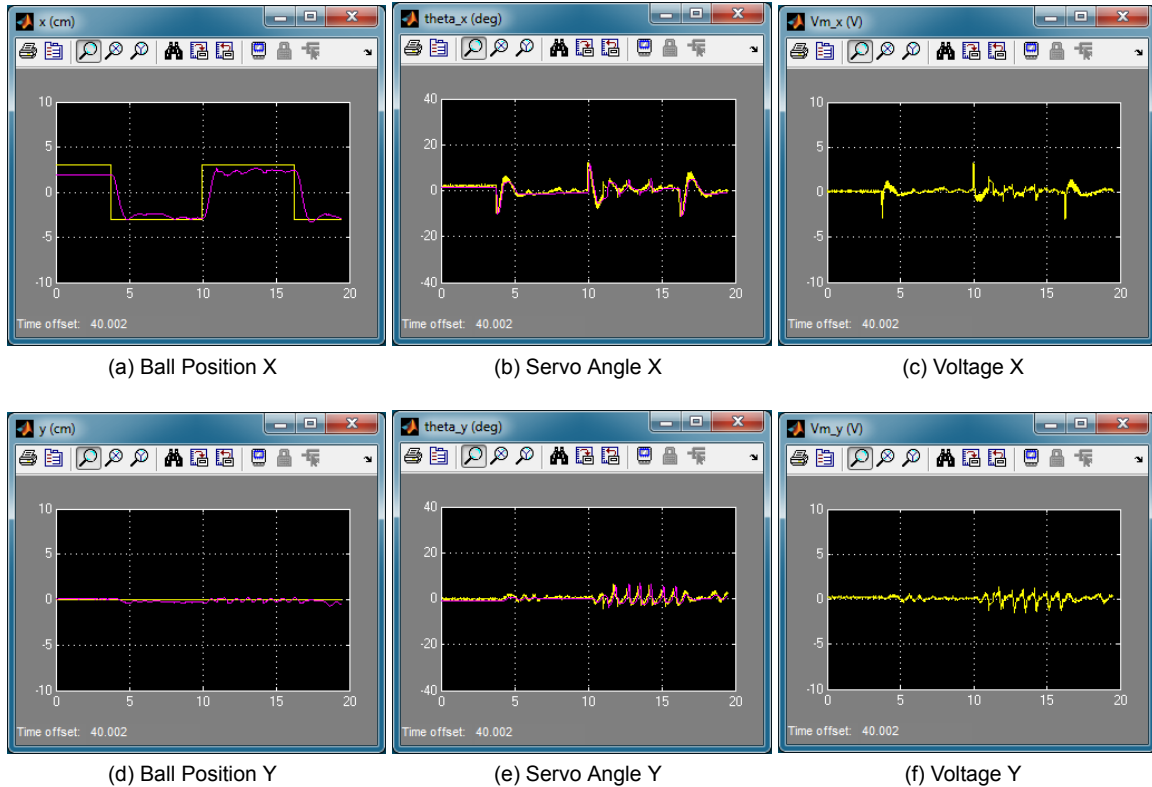 x (cm)
10
5
0
-5
-10
0 5 10 15 20
Time offset: 40.002
(a) Ball Position X
theta_x (deg)
40
20
0
-20
-40
0 5 10 15 20
Time offset: 40.002
(b) Servo Angle X
Vm_x (V)
10
5
0
-5
-10
0 5 10 15 20
Time offset: 40.002
(c) Voltage X
y (cm)
10
5
0
-5
-10
0 5 10 15 20
Time offset: 40.002
(d) Ball Position Y
theta_y (deg)
40
20
0
-20
-40
0 5 10 15 20
Time offset: 40.002
(e) Servo Angle Y
Vm_y (V)
10
5
0
-5
-10
0 5 10 15 20
Time offset: 40.002
(f) Voltage Y